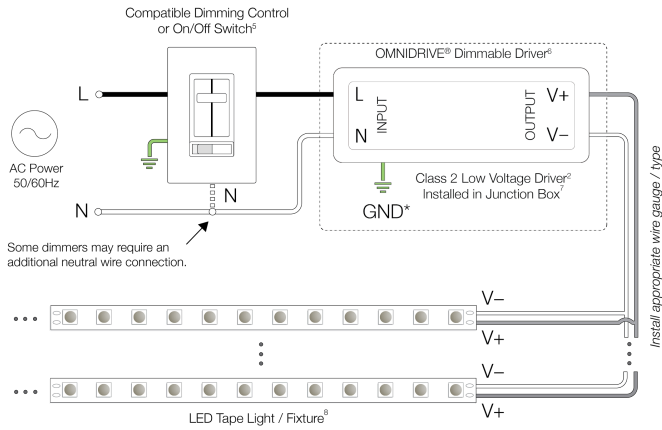 Compatible Dimming Control
or On/Off Switch⁵
OMNIDRIVE® Dimmable Driver⁶
L
L
INPUT
OUTPUT
V+
N
V−
AC Power
50/60Hz
Class 2 Low Voltage Driver²
Installed in Junction Box⁷
GND*
N
N
Some dimmers may require an
additional neutral wire connection.
Install appropriate wire gauge / type
V−
V+
V−
V+
LED Tape Light / Fixture⁸